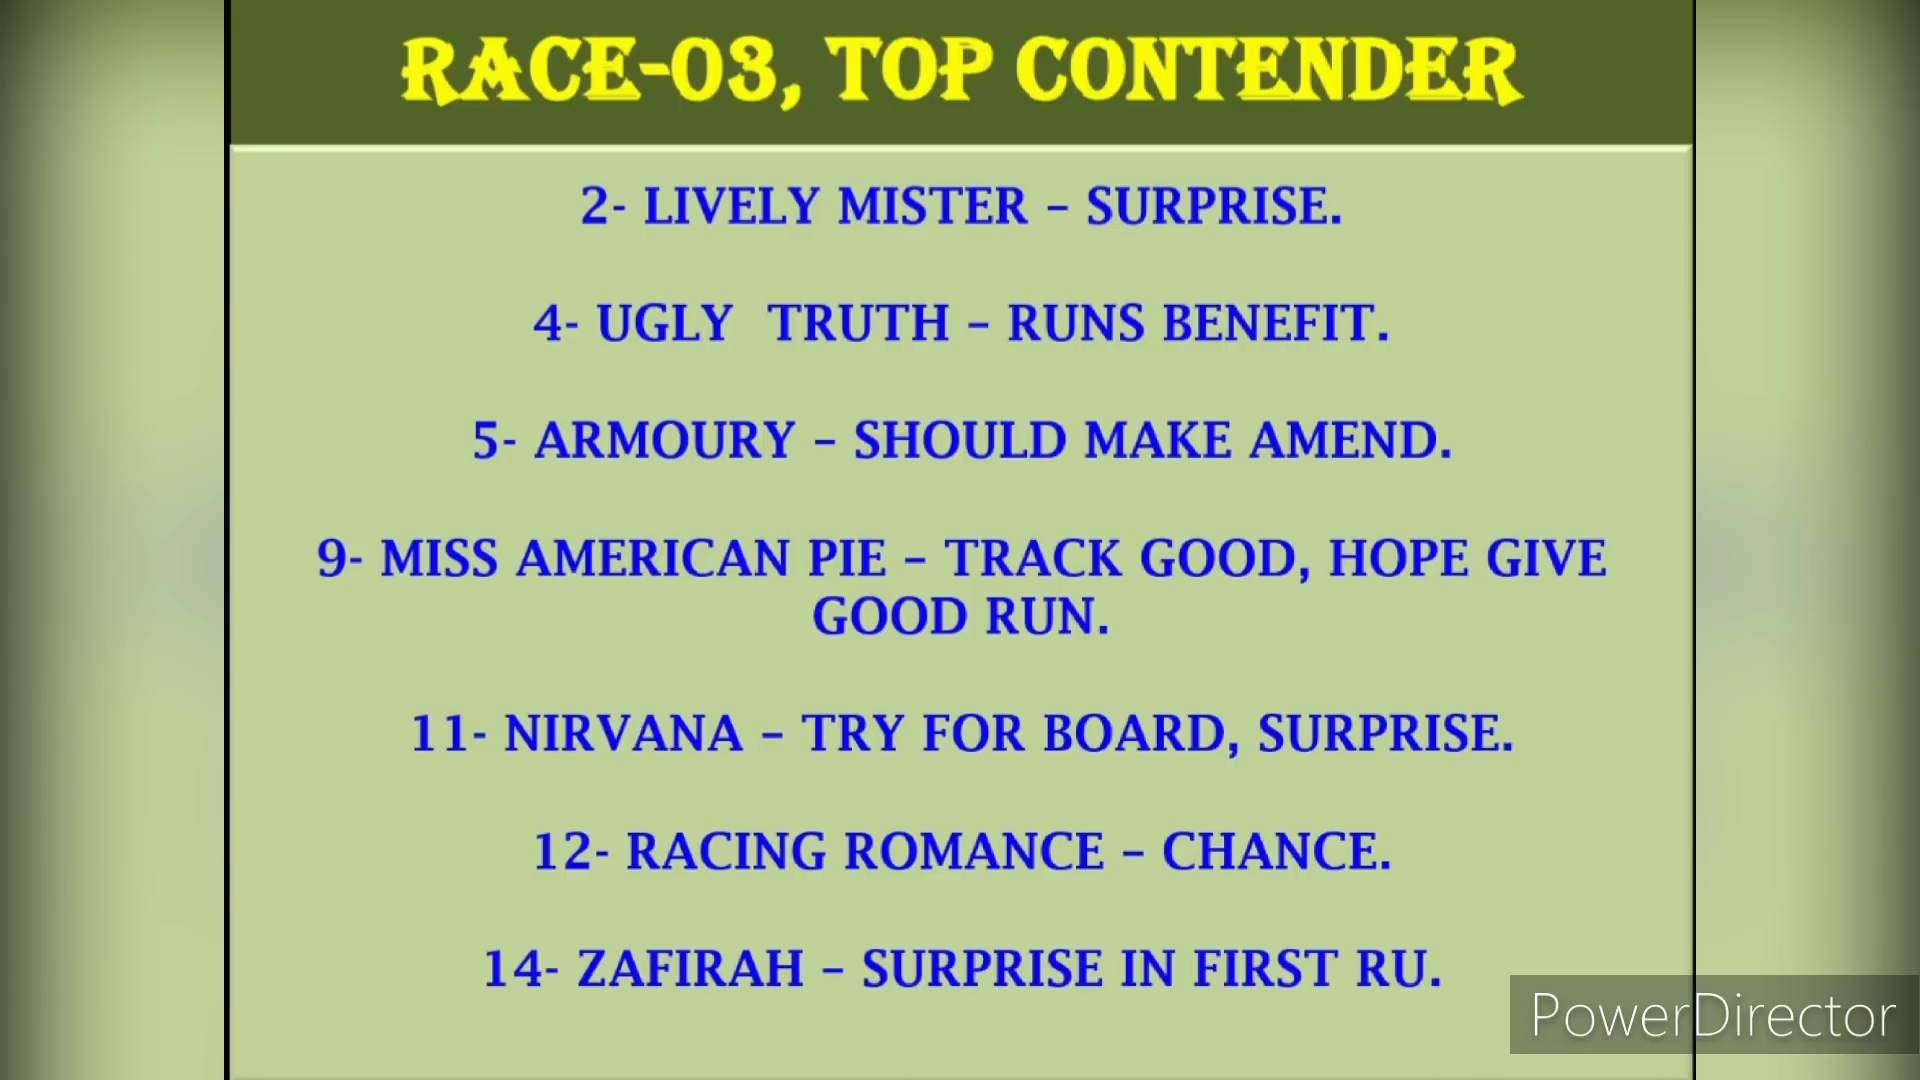 RACE-03, TOP CONTENDER
2- LIVELY MISTER – SURPRISE.
4- UGLY  TRUTH – RUNS BENEFIT.
5- ARMOURY – SHOULD MAKE AMEND.
9- MISS AMERICAN PIE – TRACK GOOD, HOPE GIVE
GOOD RUN.
11- NIRVANA – TRY FOR BOARD, SURPRISE.
12- RACING ROMANCE – CHANCE.
14- ZAFIRAH – SURPRISE IN FIRST RU.
PowerDirector